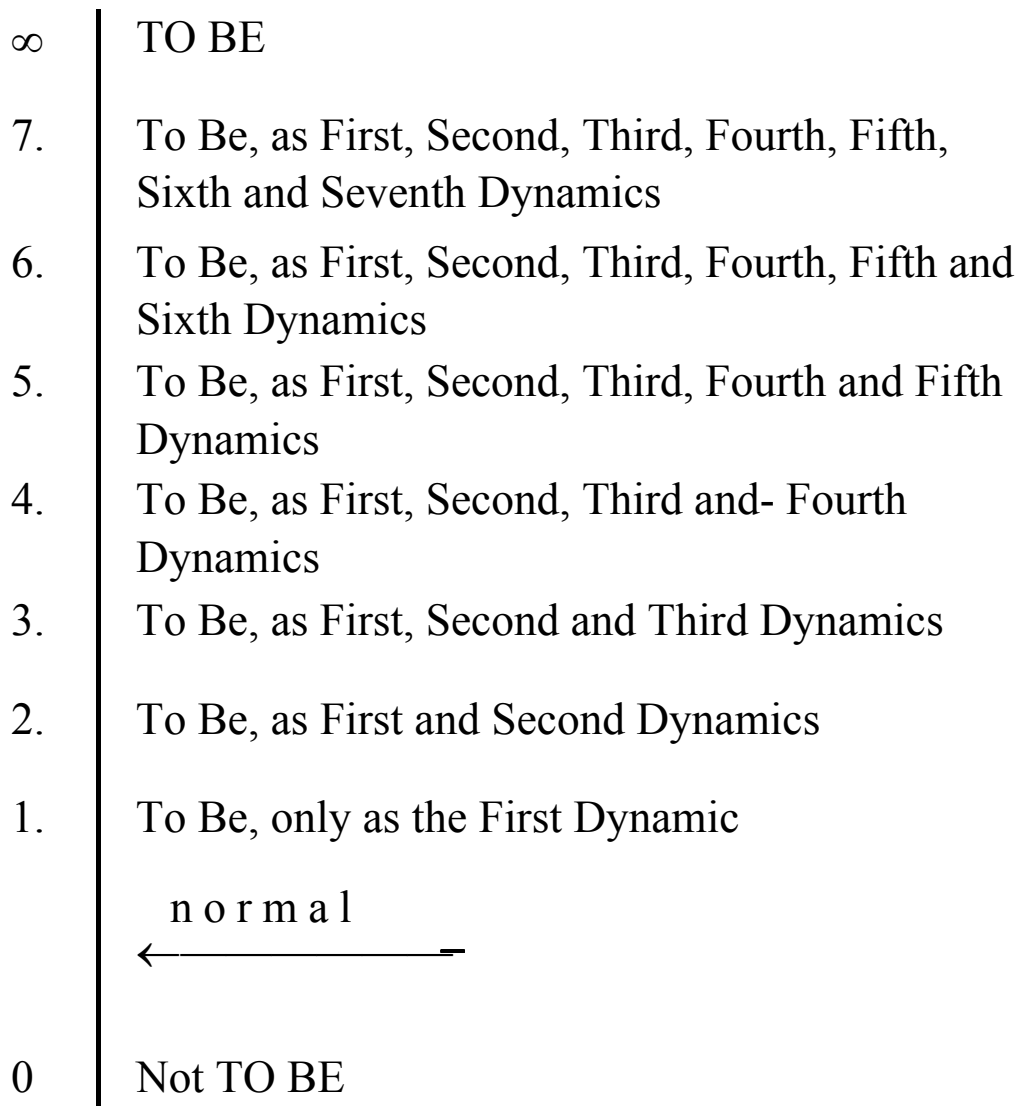 ∞ TO BE
7. To Be, as First, Second, Third, Fourth, Fifth,
Sixth and Seventh Dynamics
6. To Be, as First, Second, Third, Fourth, Fifth and
Sixth Dynamics
5. To Be, as First, Second, Third, Fourth and Fifth
Dynamics
4. To Be, as First, Second, Third and- Fourth
Dynamics
3. To Be, as First, Second and Third Dynamics
2. To Be, as First and Second Dynamics
1. To Be, only as the First Dynamic
n o r m a l
0 Not TO BE